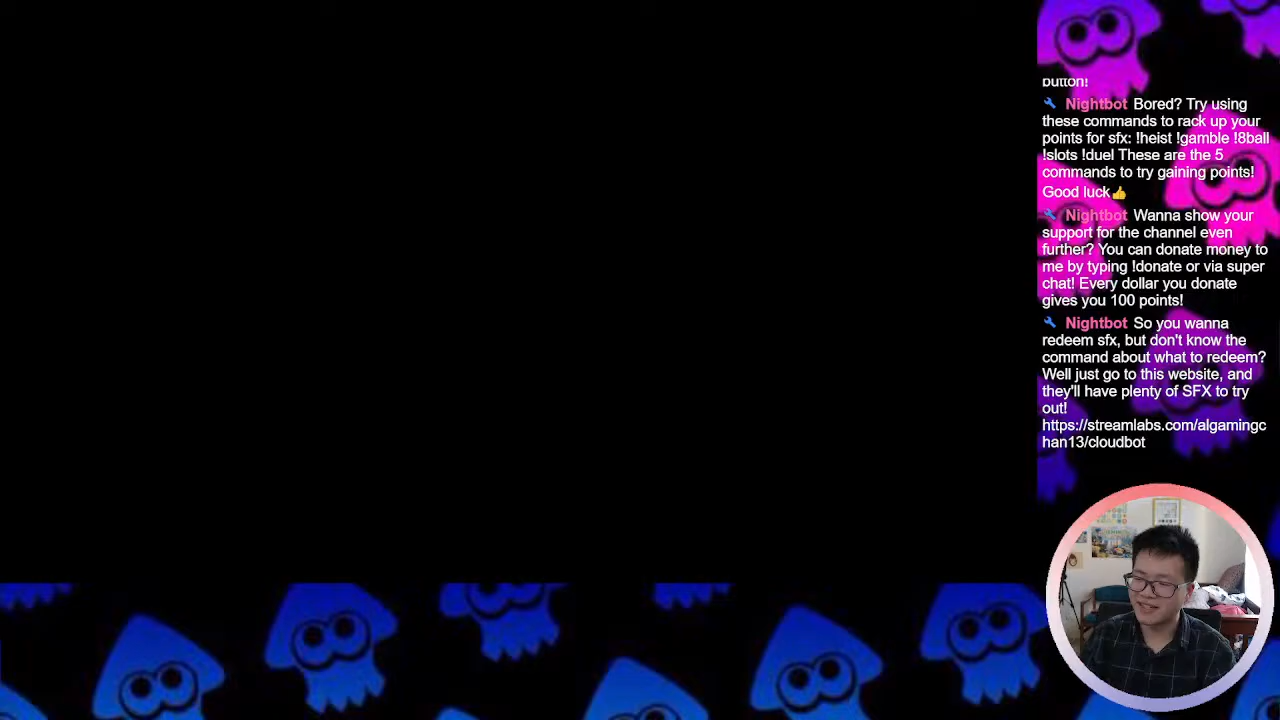 button!
Nightbot Bored? Try using
these commands to rack up your
points for sfx: !heist !gamble !8ball
!slots !duel These are the 5
commands to try gaining points!
Good luck👍
Nightbot Wanna show your
support for the channel even
further? You can donate money to
me by typing !donate or via super
chat! Every dollar you donate
gives you 100 points!
Nightbot So you wanna
redeem sfx, but don't know the
command about what to redeem?
Well just go to this website, and
they'll have plenty of SFX to try
out!
https://streamlabs.com/algamingc
han13/cloudbot